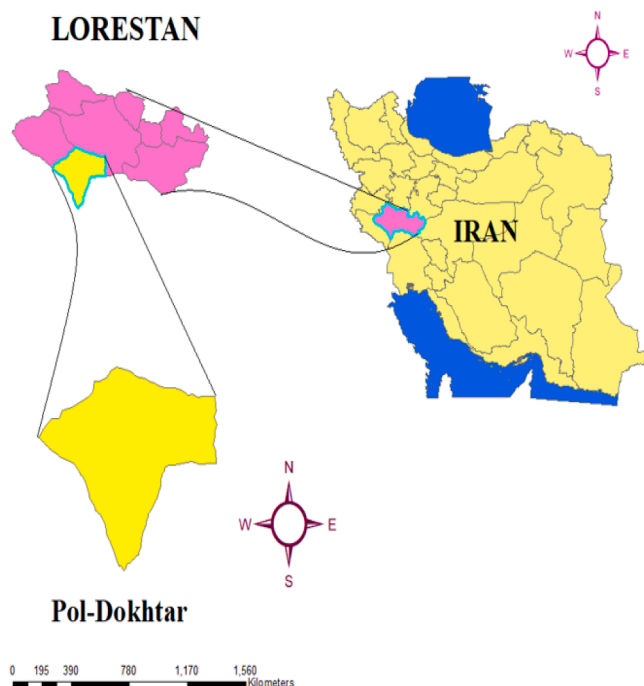 LORESTAN
N
W E
S
IRAN
N
W E
S
Pol-Dokhtar
0 195 390 780 1,170 1,560
Kilometers